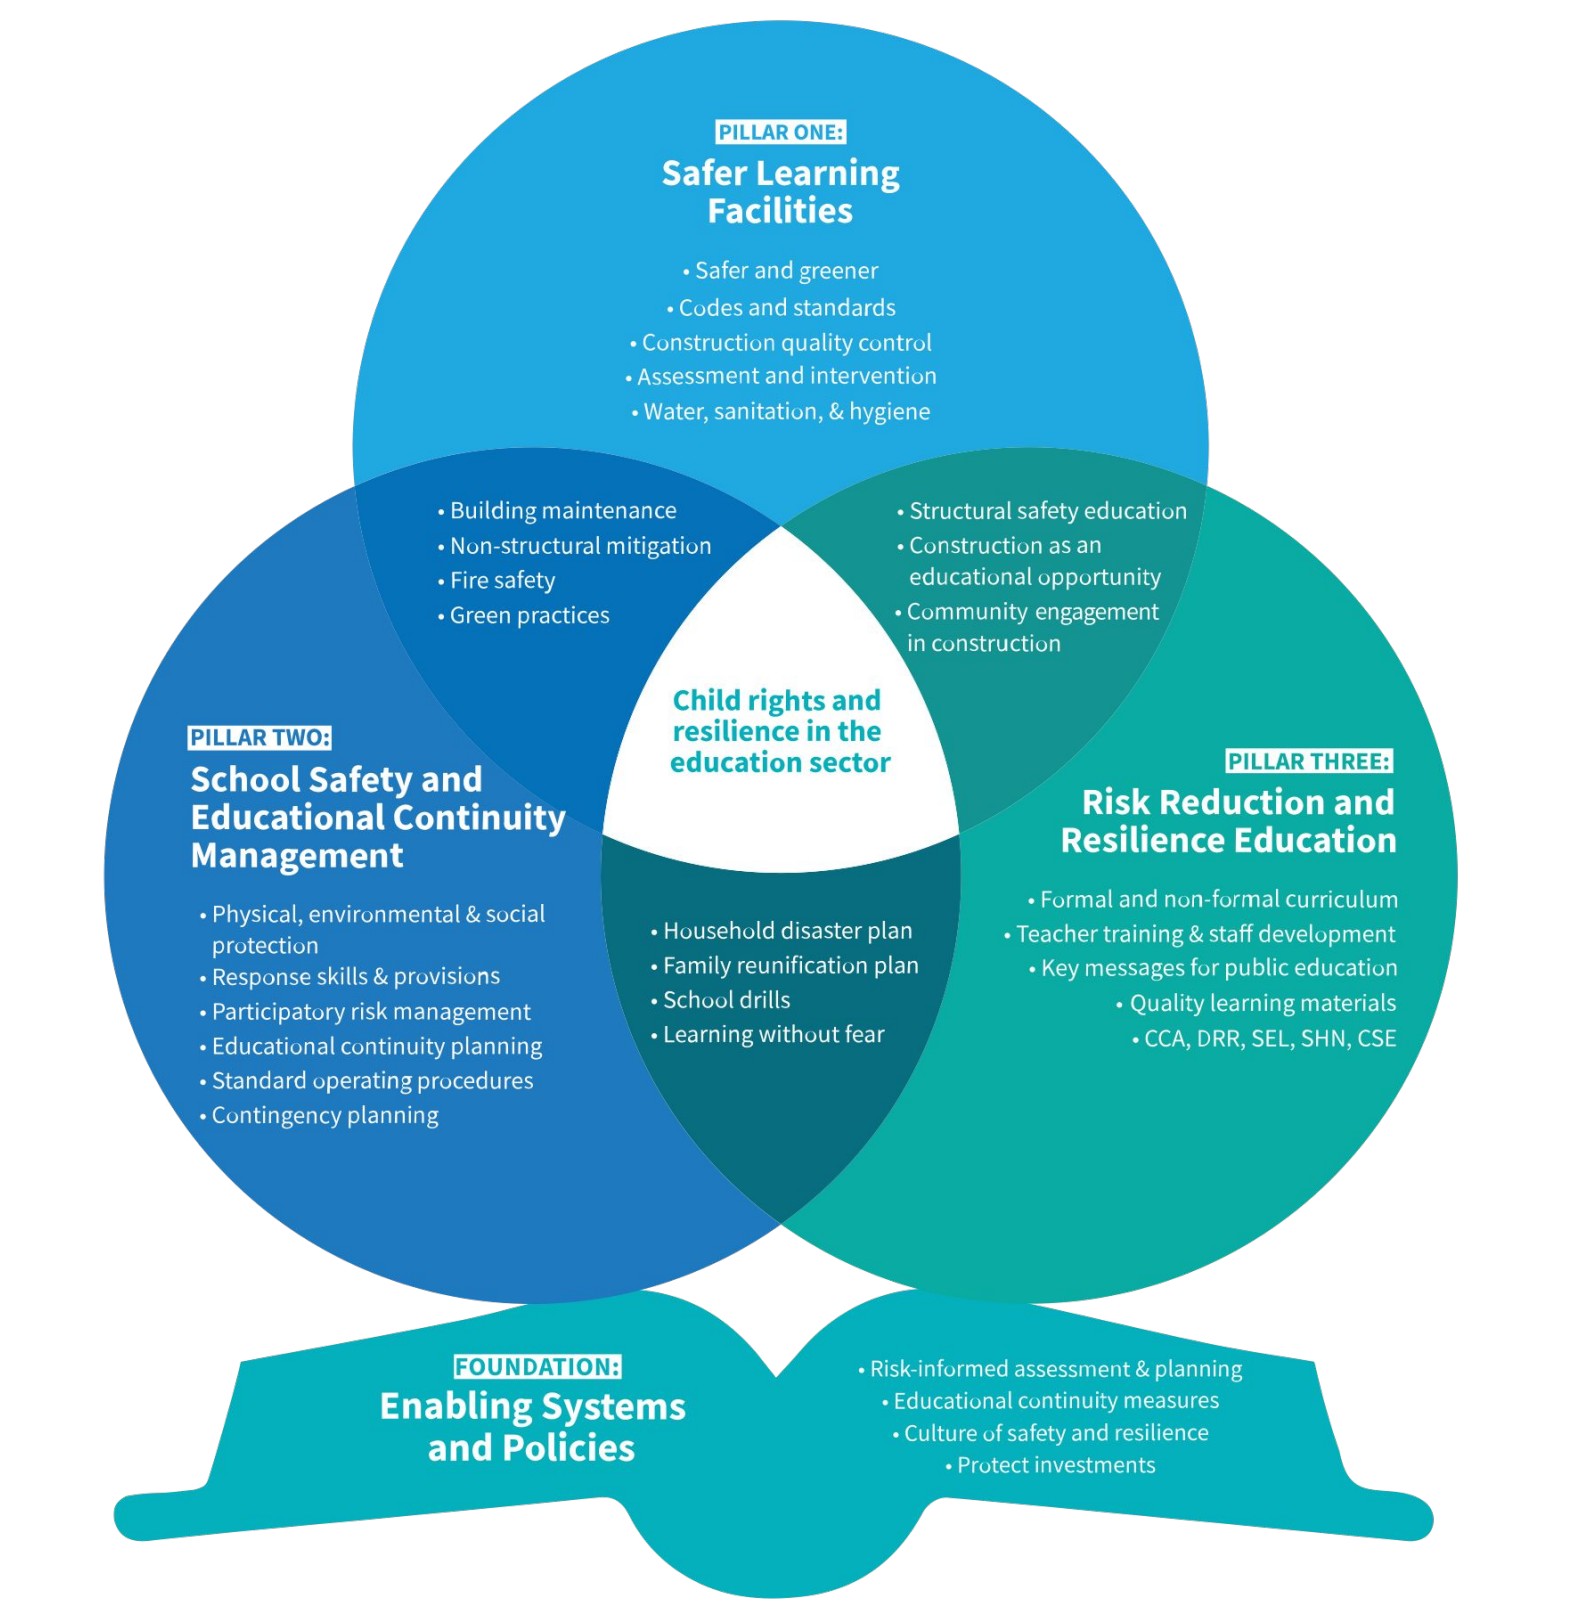 PILLAR ONE:
Safer Learning
Facilities
• Safer and greener
• Codes and standards
• Construction quality control
• Assessment and intervention
• Water, sanitation, & hygiene
• Building maintenance
• Non-structural mitigation
• Fire safety
• Green practices
• Structural safety education
• Construction as an
educational opportunity
• Community engagement
in construction
Child rights and
resilience in the
education sector
PILLAR TWO:
School Safety and
Educational Continuity
Management
• Physical, environmental & social
protection
• Response skills & provisions
• Participatory risk management
• Educational continuity planning
• Standard operating procedures
• Contingency planning
PILLAR THREE:
Risk Reduction and
Resilience Education
• Formal and non-formal curriculum
• Teacher training & staff development
• Key messages for public education
• Quality learning materials
• CCA, DRR, SEL, SHN, CSE
• Household disaster plan
• Family reunification plan
• School drills
• Learning without fear
FOUNDATION:
Enabling Systems
and Policies
• Risk-informed assessment & planning
• Educational continuity measures
• Culture of safety and resilience
• Protect investments